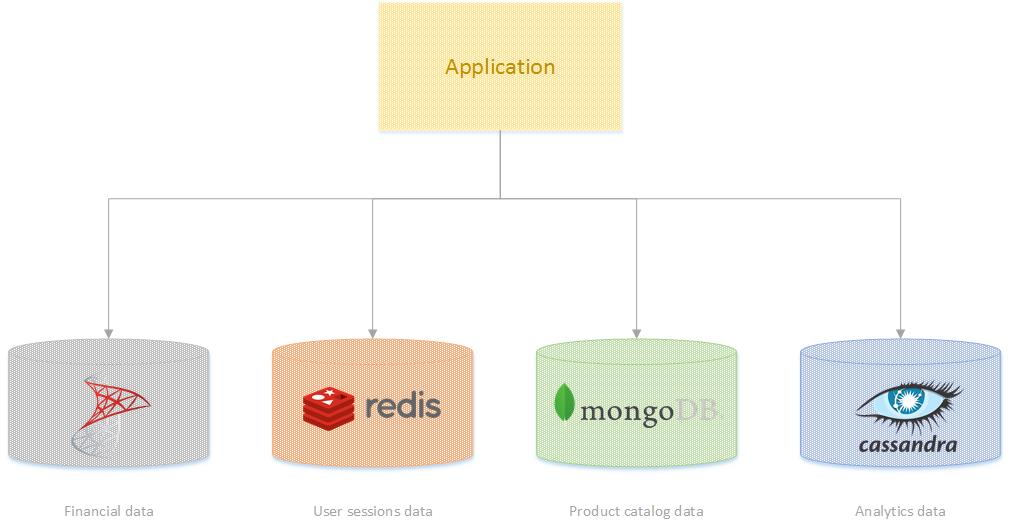 Application
redis
mongoDB
cassandra
Financial data
User sessions data
Product catalog data
Analytics data